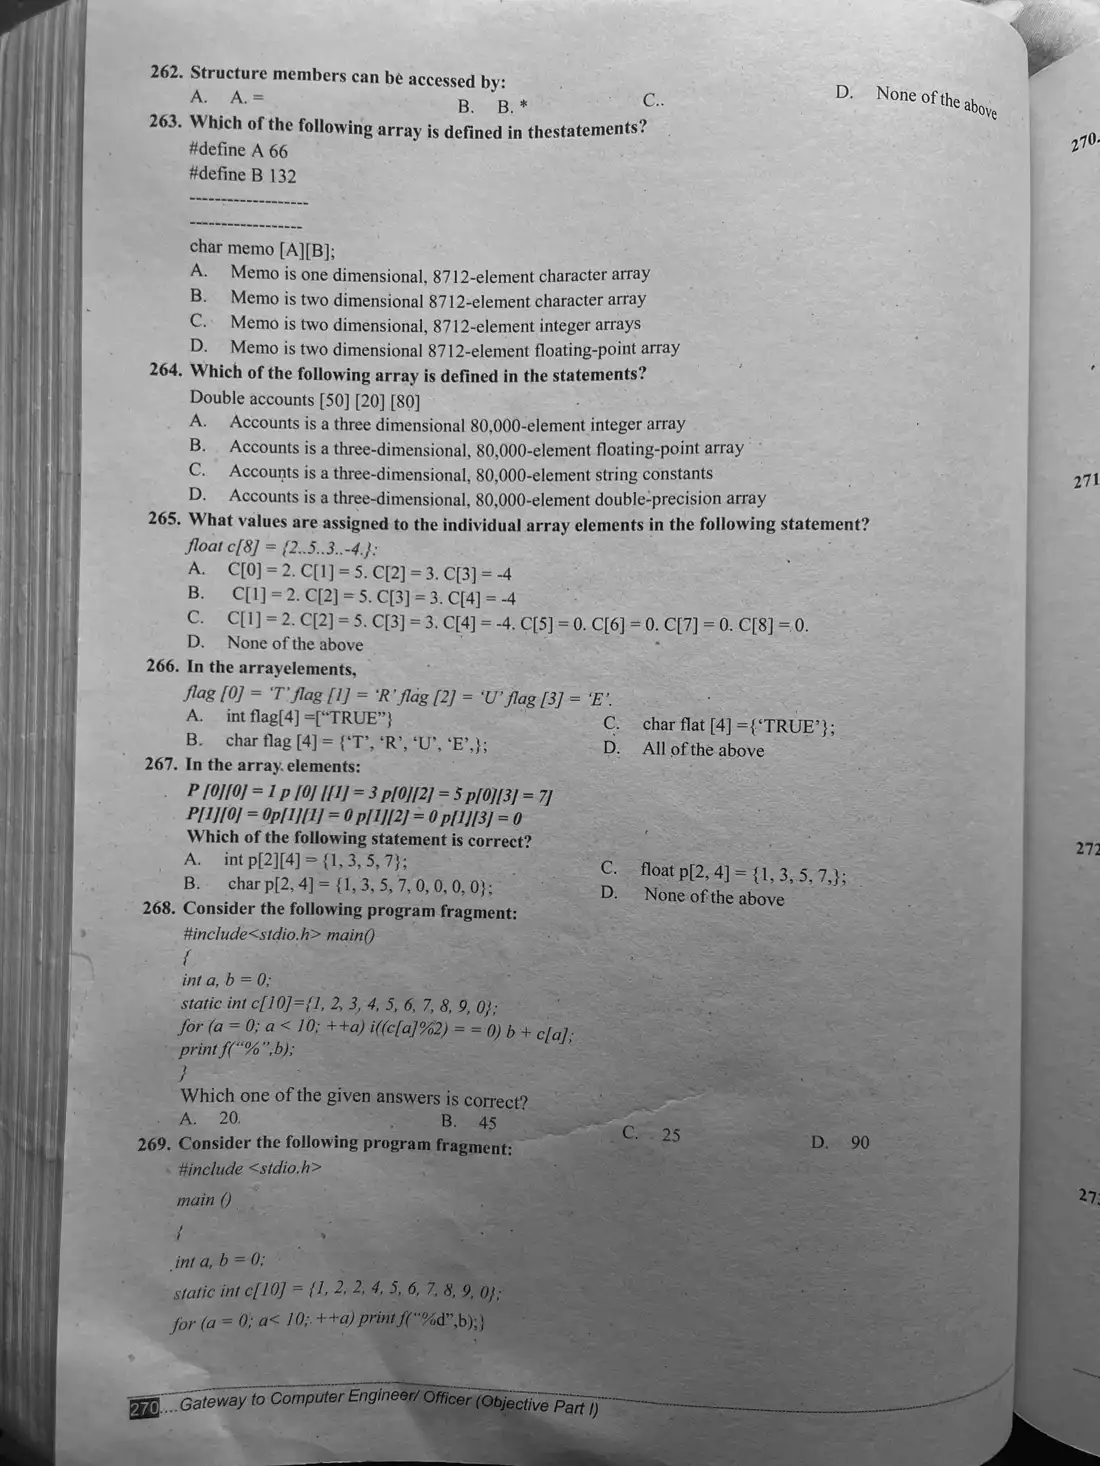 262. Structure members can be accessed by:
A. A. = B. B. * C.. D. None of the above
263. Which of the following array is defined in thestatements?
#define A 66
#define B 132
-------------------
------------------
char memo [A][B];
A. Memo is one dimensional, 8712-element character array
B. Memo is two dimensional 8712-element character array
C. Memo is two dimensional, 8712-element integer arrays
D. Memo is two dimensional 8712-element floating-point array
264. Which of the following array is defined in the statements?
Double accounts [50] [20] [80]
A. Accounts is a three dimensional 80,000-element integer array
B. Accounts is a three-dimensional, 80,000-element floating-point array
C. Accounts is a three-dimensional, 80,000-element string constants
D. Accounts is a three-dimensional, 80,000-element double-precision array
265. What values are assigned to the individual array elements in the following statement?
float c[8] = {2..5..3..-4.}:
A. C[0] = 2. C[1] = 5. C[2] = 3. C[3] = -4
B. C[1] = 2. C[2] = 5. C[3] = 3. C[4] = -4
C. C[1] = 2. C[2] = 5. C[3] = 3. C[4] = -4. C[5] = 0. C[6] = 0. C[7] = 0. C[8] = 0.
D. None of the above
266. In the arrayelements,
flag [0] = 'T' flag [1] = 'R' flag [2] = 'U' flag [3] = 'E'.
A. int flag[4] =["TRUE"} C. char flat [4] ={'TRUE'};
B. char flag [4] = {'T', 'R', 'U', 'E',}; D. All of the above
267. In the array. elements:
P [0][0] = 1 p [0] [[1] = 3 p[0][2] = 5 p[0][3] = 7]
P[1][0] = 0p[1][1] = 0 p[1][2] = 0 p[1][3] = 0
Which of the following statement is correct?
A. int p[2][4] = {1, 3, 5, 7}; C. float p[2, 4] = {1, 3, 5, 7,};
B. char p[2, 4] = {1, 3, 5, 7, 0, 0, 0, 0}; D. None of the above
268. Consider the following program fragment:
#include<stdio.h> main()
{
int a, b = 0;
static int c[10]={1, 2, 3, 4, 5, 6, 7, 8, 9, 0};
for (a = 0; a < 10; ++a) i((c[a]%2) = = 0) b + c[a];
print f("%",b);
}
Which one of the given answers is correct?
A. 20. B. 45 C. 25 D. 90
269. Consider the following program fragment:
#include <stdio.h>
main ()
{
int a, b = 0;
static int c[10] = {1, 2, 2, 4, 5, 6, 7, 8, 9, 0};
for (a = 0; a< 10; ++a) print f("%d",b);}
270....Gateway to Computer Engineer/ Officer (Objective Part I)
270.
271
272